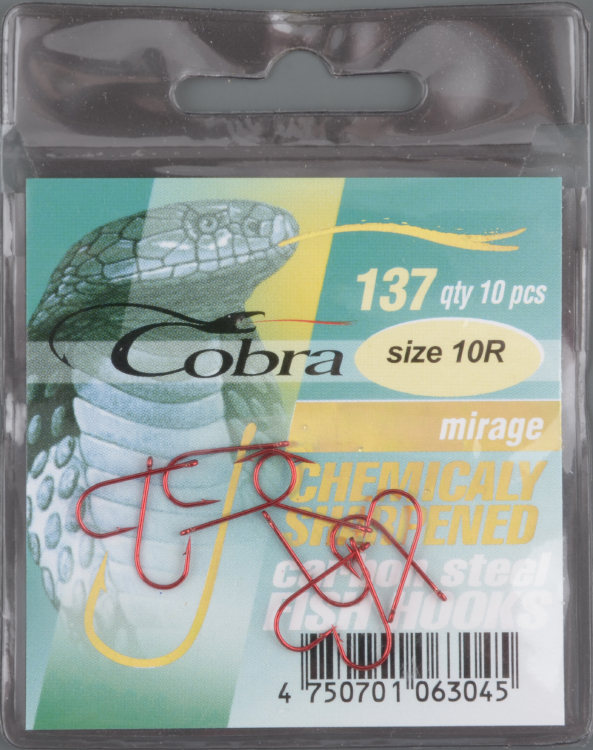 137 qty 10 pcs
Cobra
size 10R
mirage
CHEMICALY
SHARPENED
carbon steel
FISH HOOKS
4 750701 063045